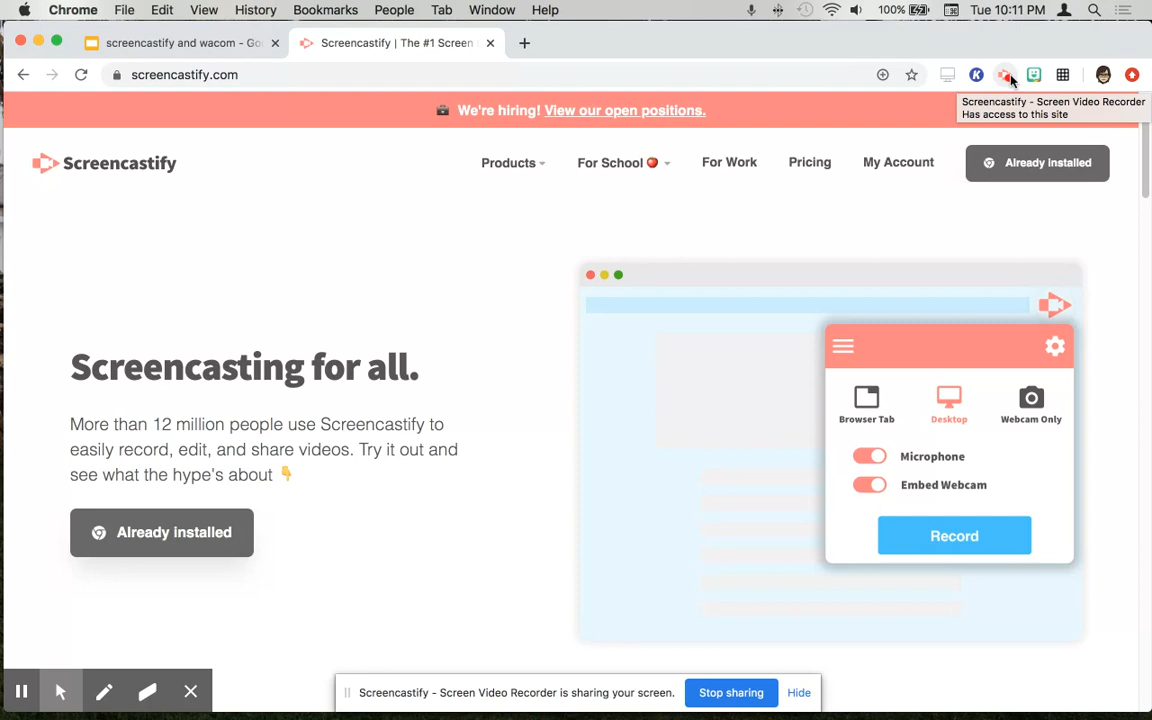 Chrome File Edit View History Bookmarks People Tab Window Help 100% Tue 10:11 PM
screencastify and wacom - Go
Screencastify | The #1 Screen
screencastify.com
Screencastify - Screen Video Recorder
Has access to this site
We're hiring! View our open positions.
Screencastify Products For School For Work Pricing My Account Already installed
Screencasting for all.
More than 12 million people use Screencastify to
easily record, edit, and share videos. Try it out and
see what the hype's about
Already installed
Browser Tab Desktop Webcam Only
Microphone
Embed Webcam
Record
Screencastify - Screen Video Recorder is sharing your screen. Stop sharing Hide